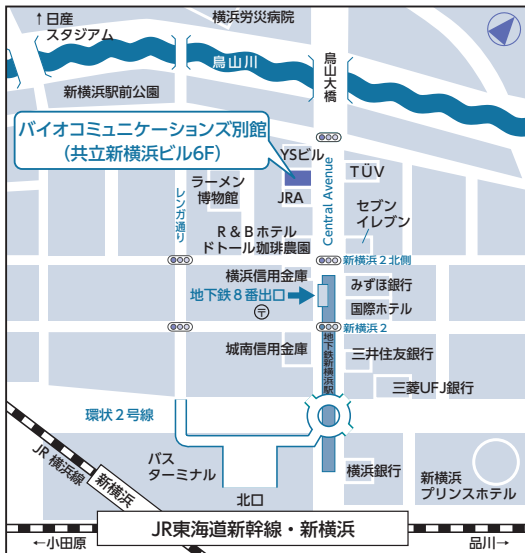 ↑日産
スタジアム
横浜労災病院
鳥山川
鳥山大橋
新横浜駅前公園
バイオコミュニケーションズ別館
(共立新横浜ビル6F)
YSビル
TÜV
ラーメン
博物館
JRA
Central Avenue
レンガ通り
セブン
イレブン
R&Bホテル
ドトール珈琲農園
新横浜2北側
横浜信用金庫
みずほ銀行
地下鉄8番出口
国際ホテル
〒
新横浜2
城南信用金庫
地下鉄新横浜駅
三井住友銀行
三菱UFJ銀行
環状2号線
バス
ターミナル
横浜銀行
新横浜
プリンスホテル
JR横浜線
新横浜
北口
JR東海道新幹線・新横浜
←小田原
品川→